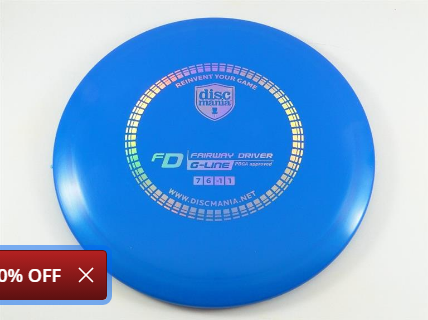 REINVENT YOUR GAME
disc
mania
FD FAIRWAY DRIVER
G-LINE PDGA approved
7 6 -1 1
WWW.DISCMANIA.NET
0% OFF